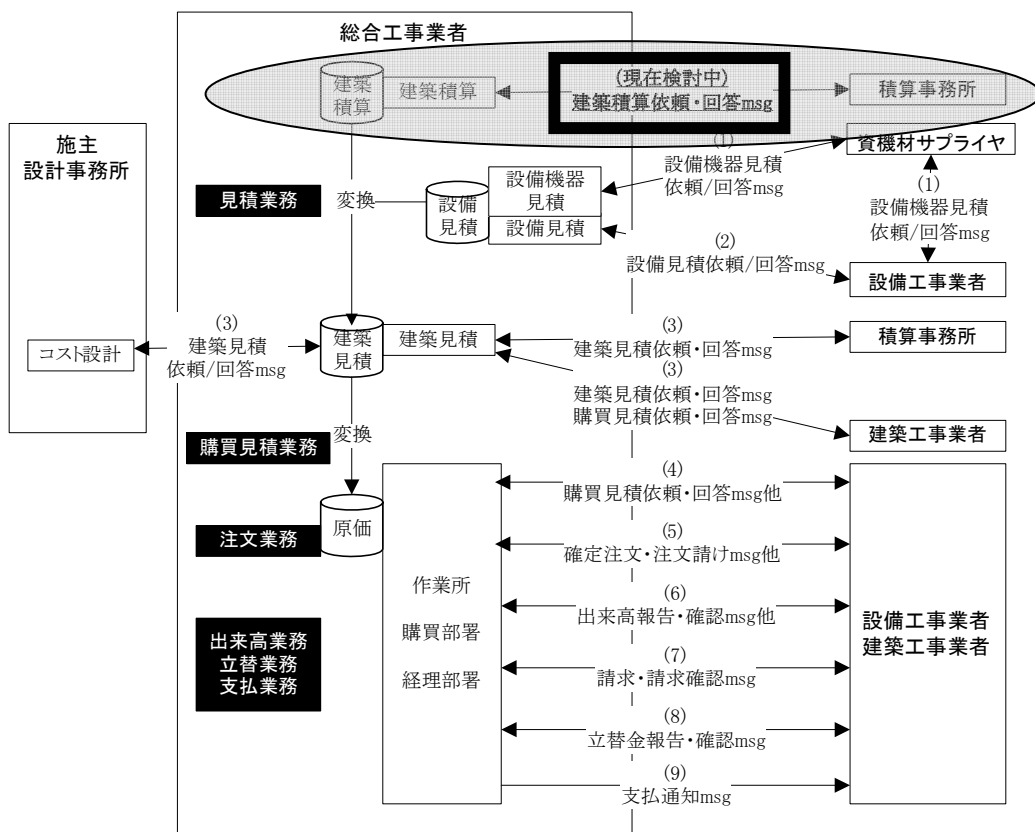 総合工事業者
建築
積算
建築積算
(現在検討中)
建築積算依頼・回答msg
積算事務所
施主
設計事務所
資機材サプライヤ
(1)
設備機器見積
依頼/回答msg
(1)
設備機器見積
依頼/回答msg
見積業務
変換
設備
見積
設備機器
見積
設備見積
(2)
設備見積依頼/回答msg
設備工事業者
コスト設計
(3)
建築見積
依頼/回答msg
建築
見積
建築見積
(3)
建築見積依頼・回答msg
積算事務所
(3)
建築見積依頼・回答msg
購買見積依頼・回答msg
建築工事業者
購買見積業務
変換
原価
注文業務
作業所
購買部署
経理部署
(4)
購買見積依頼・回答msg他
(5)
確定注文・注文請けmsg他
(6)
出来高報告・確認msg他
(7)
請求・請求確認msg
(8)
立替金報告・確認msg
(9)
支払通知msg
設備工事業者
建築工事業者
出来高業務
立替業務
支払業務